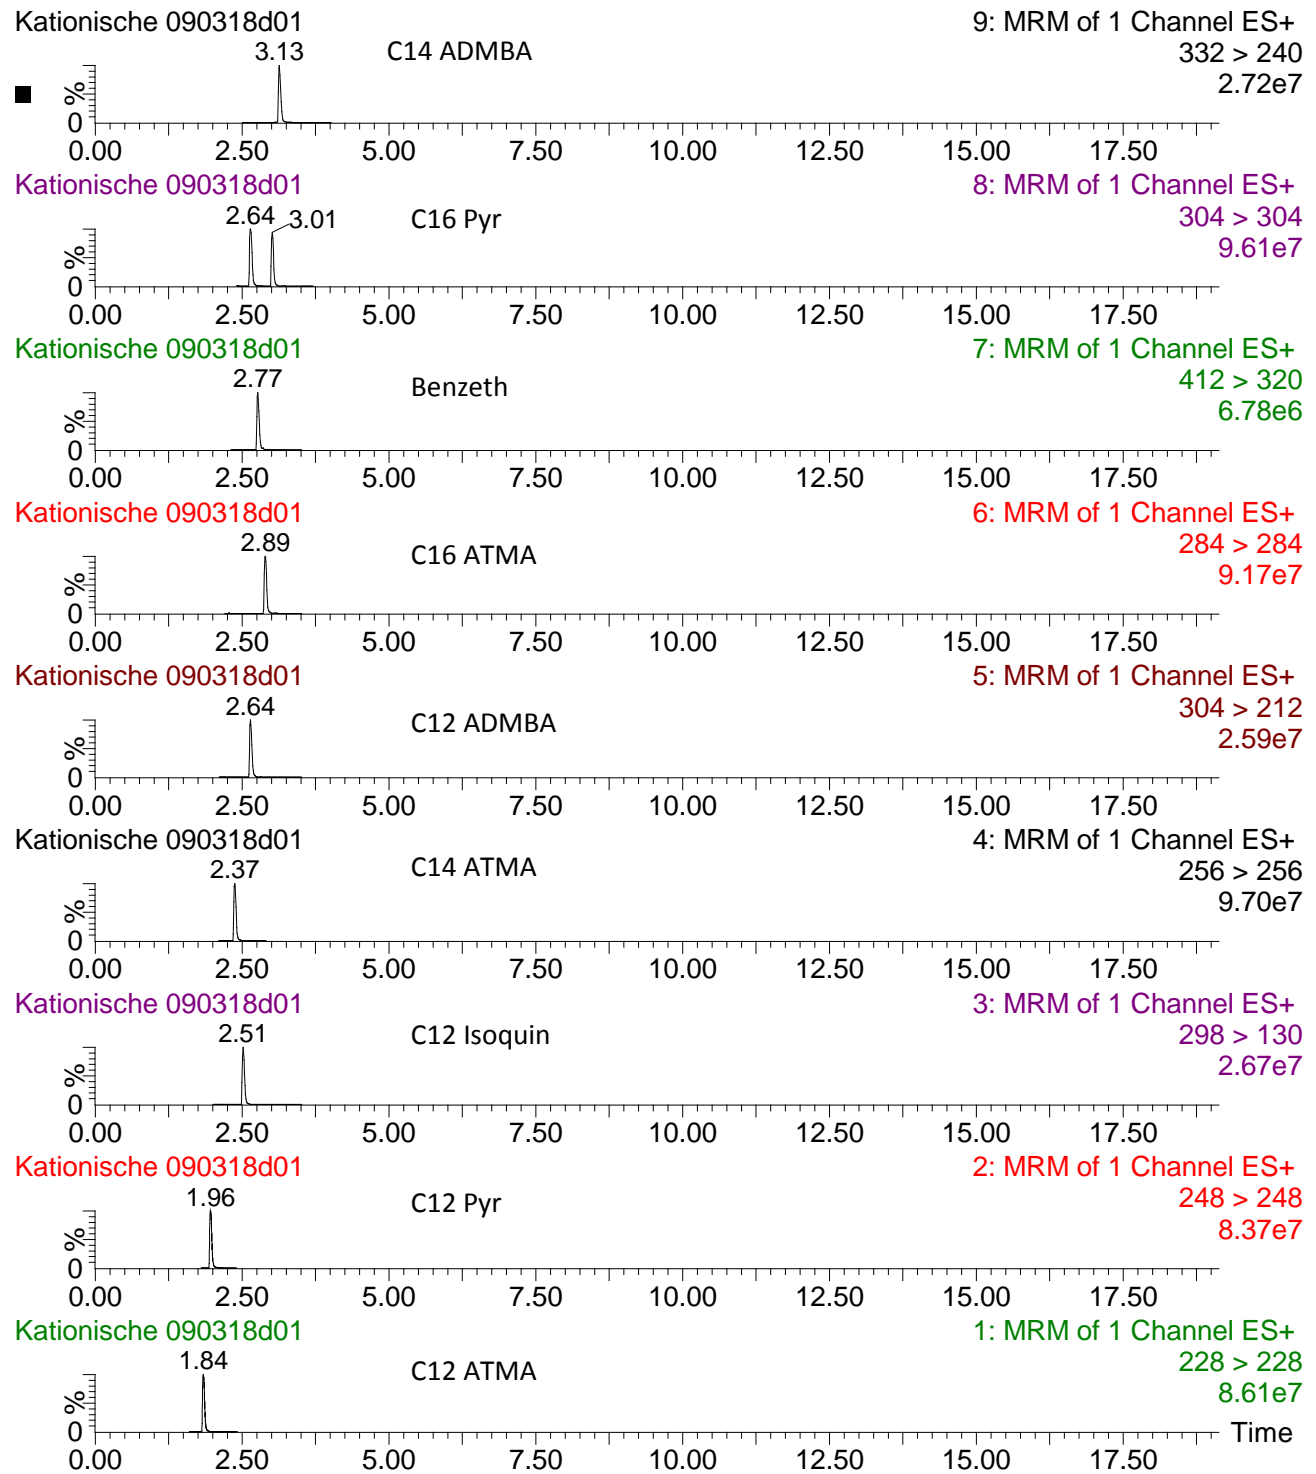 Kationische 090318d01
9: MRM of 1 Channel ES+
3.13
C14 ADMBA
332 > 240
2.72e7
%
0
0.00 2.50 5.00 7.50 10.00 12.50 15.00 17.50
Kationische 090318d01
8: MRM of 1 Channel ES+
2.64 3.01
C16 Pyr
304 > 304
9.61e7
%
0
0.00 2.50 5.00 7.50 10.00 12.50 15.00 17.50
Kationische 090318d01
7: MRM of 1 Channel ES+
2.77
Benzeth
412 > 320
6.78e6
%
0
0.00 2.50 5.00 7.50 10.00 12.50 15.00 17.50
Kationische 090318d01
6: MRM of 1 Channel ES+
2.89
C16 ATMA
284 > 284
9.17e7
%
0
0.00 2.50 5.00 7.50 10.00 12.50 15.00 17.50
Kationische 090318d01
5: MRM of 1 Channel ES+
2.64
C12 ADMBA
304 > 212
2.59e7
%
0
0.00 2.50 5.00 7.50 10.00 12.50 15.00 17.50
Kationische 090318d01
4: MRM of 1 Channel ES+
2.37
C14 ATMA
256 > 256
9.70e7
%
0
0.00 2.50 5.00 7.50 10.00 12.50 15.00 17.50
Kationische 090318d01
3: MRM of 1 Channel ES+
2.51
C12 Isoquin
298 > 130
2.67e7
%
0
0.00 2.50 5.00 7.50 10.00 12.50 15.00 17.50
Kationische 090318d01
2: MRM of 1 Channel ES+
1.96
C12 Pyr
248 > 248
8.37e7
%
0
0.00 2.50 5.00 7.50 10.00 12.50 15.00 17.50
Kationische 090318d01
1: MRM of 1 Channel ES+
1.84
C12 ATMA
228 > 228
8.61e7
%
0
Time
0.00 2.50 5.00 7.50 10.00 12.50 15.00 17.50